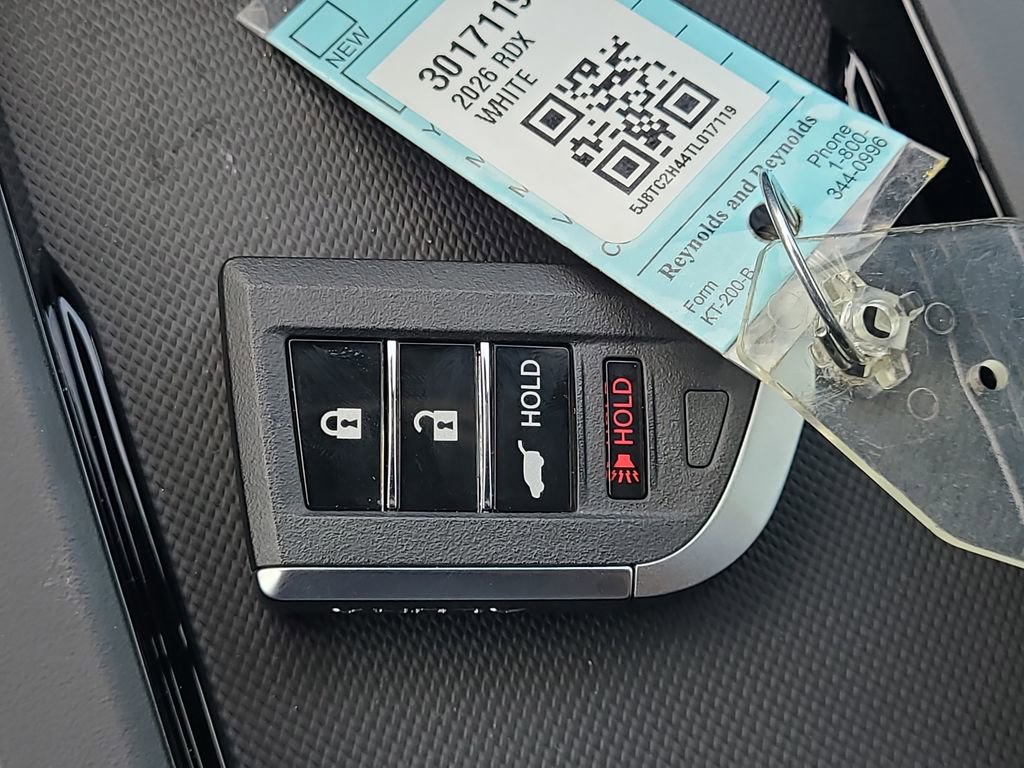 NEW
3017119
2026 RDX
WHITE
5J8TC2H44TL017119
Reynolds and Reynolds
Form
KT-200-B
Phone
1-800-
344-0996
HOLD
HOLD